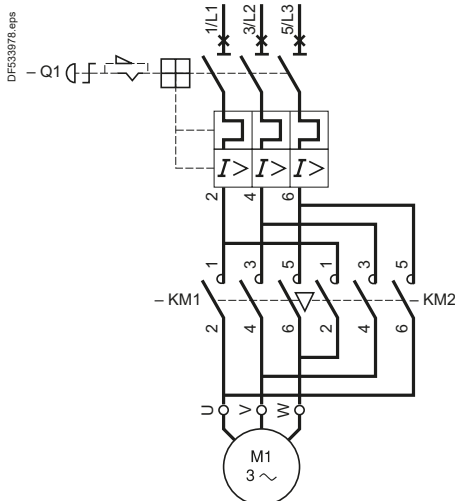 DF533978.eps
1/L1 3/L2 5/L3
– Q1
I> I> I>
2 4 6
1 3 5 1 3 5
– KM1 – KM2
2 4 6 2 4 6
U V W
M1
3 ~